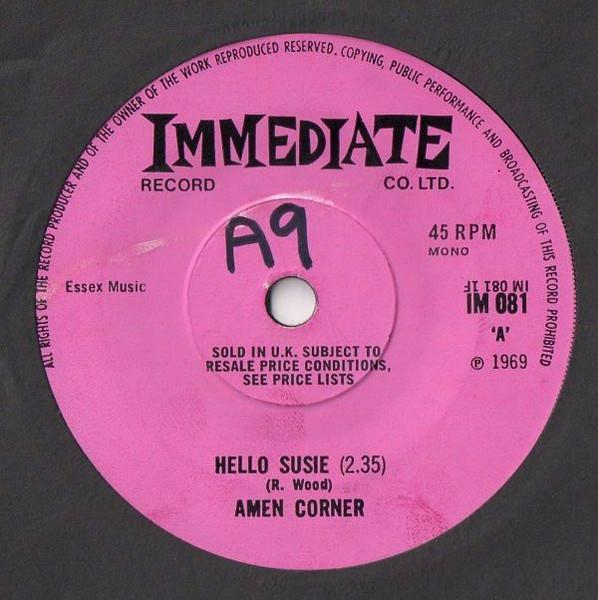 ALL RIGHTS OF THE RECORD PRODUCER AND OF THE OWNER OF THE WORK REPRODUCED RESERVED. COPYING, PUBLIC PERFORMANCE AND BROADCASTING OF THIS RECORD PROHIBITED
IMMEDIATE
RECORD CO. LTD.
A9
45 RPM
MONO
Essex Music
IM 081 1F
IM 081
'A'
℗ 1969
SOLD IN U.K. SUBJECT TO
RESALE PRICE CONDITIONS,
SEE PRICE LISTS
HELLO SUSIE (2.35)
(R. Wood)
AMEN CORNER